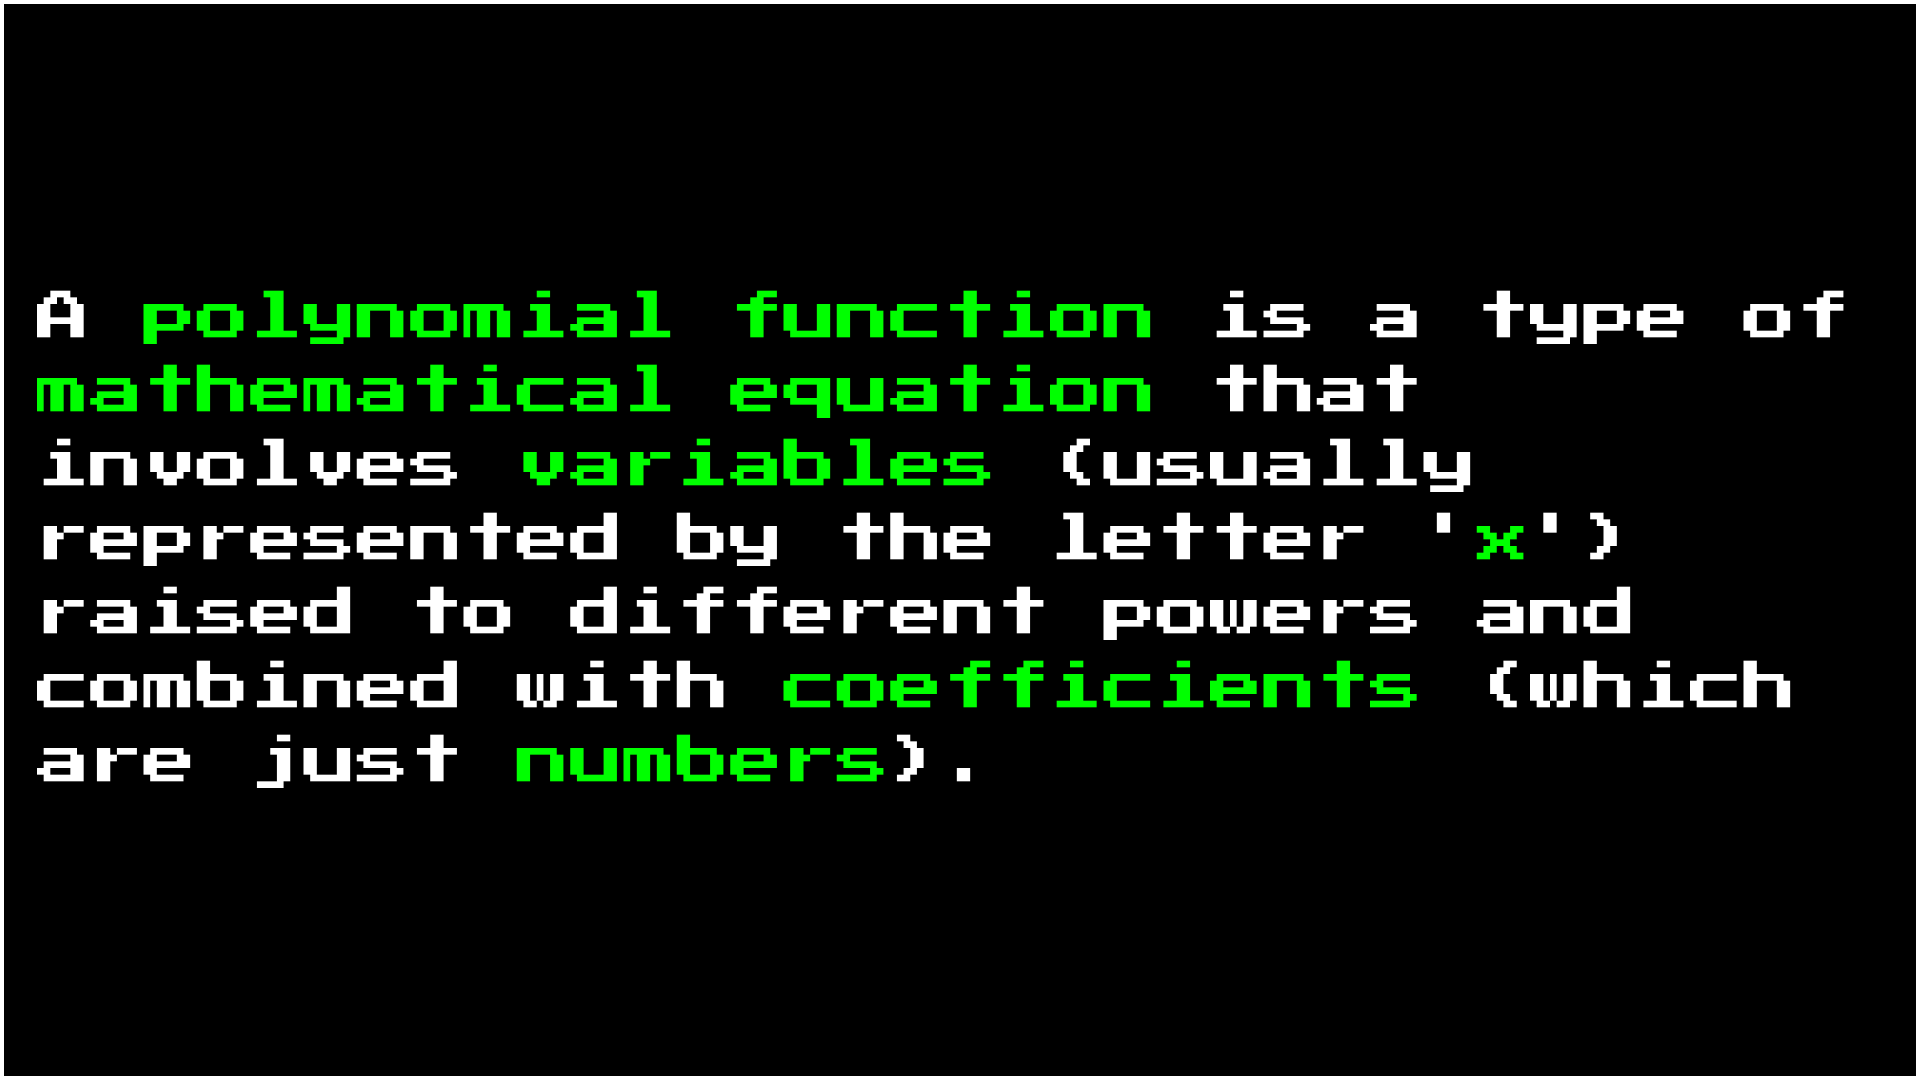 A polynomial function is a type of
mathematical equation that
involves variables (usually
represented by the letter 'x')
raised to different powers and
combined with coefficients (which
are just numbers).